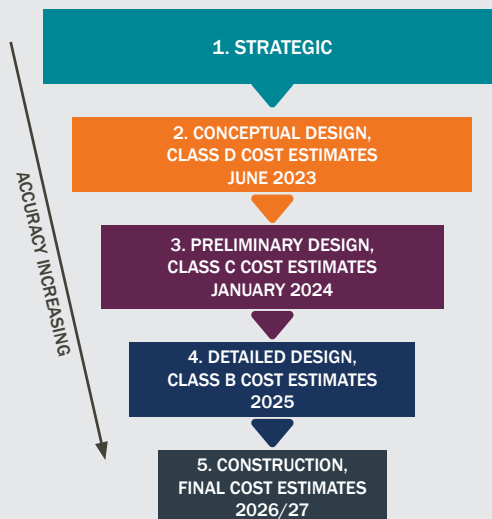 1. STRATEGIC
2. CONCEPTUAL DESIGN,
CLASS D COST ESTIMATES
JUNE 2023
3. PRELIMINARY DESIGN,
CLASS C COST ESTIMATES
JANUARY 2024
4. DETAILED DESIGN,
CLASS B COST ESTIMATES
2025
5. CONSTRUCTION,
FINAL COST ESTIMATES
2026/27
ACCURACY INCREASING